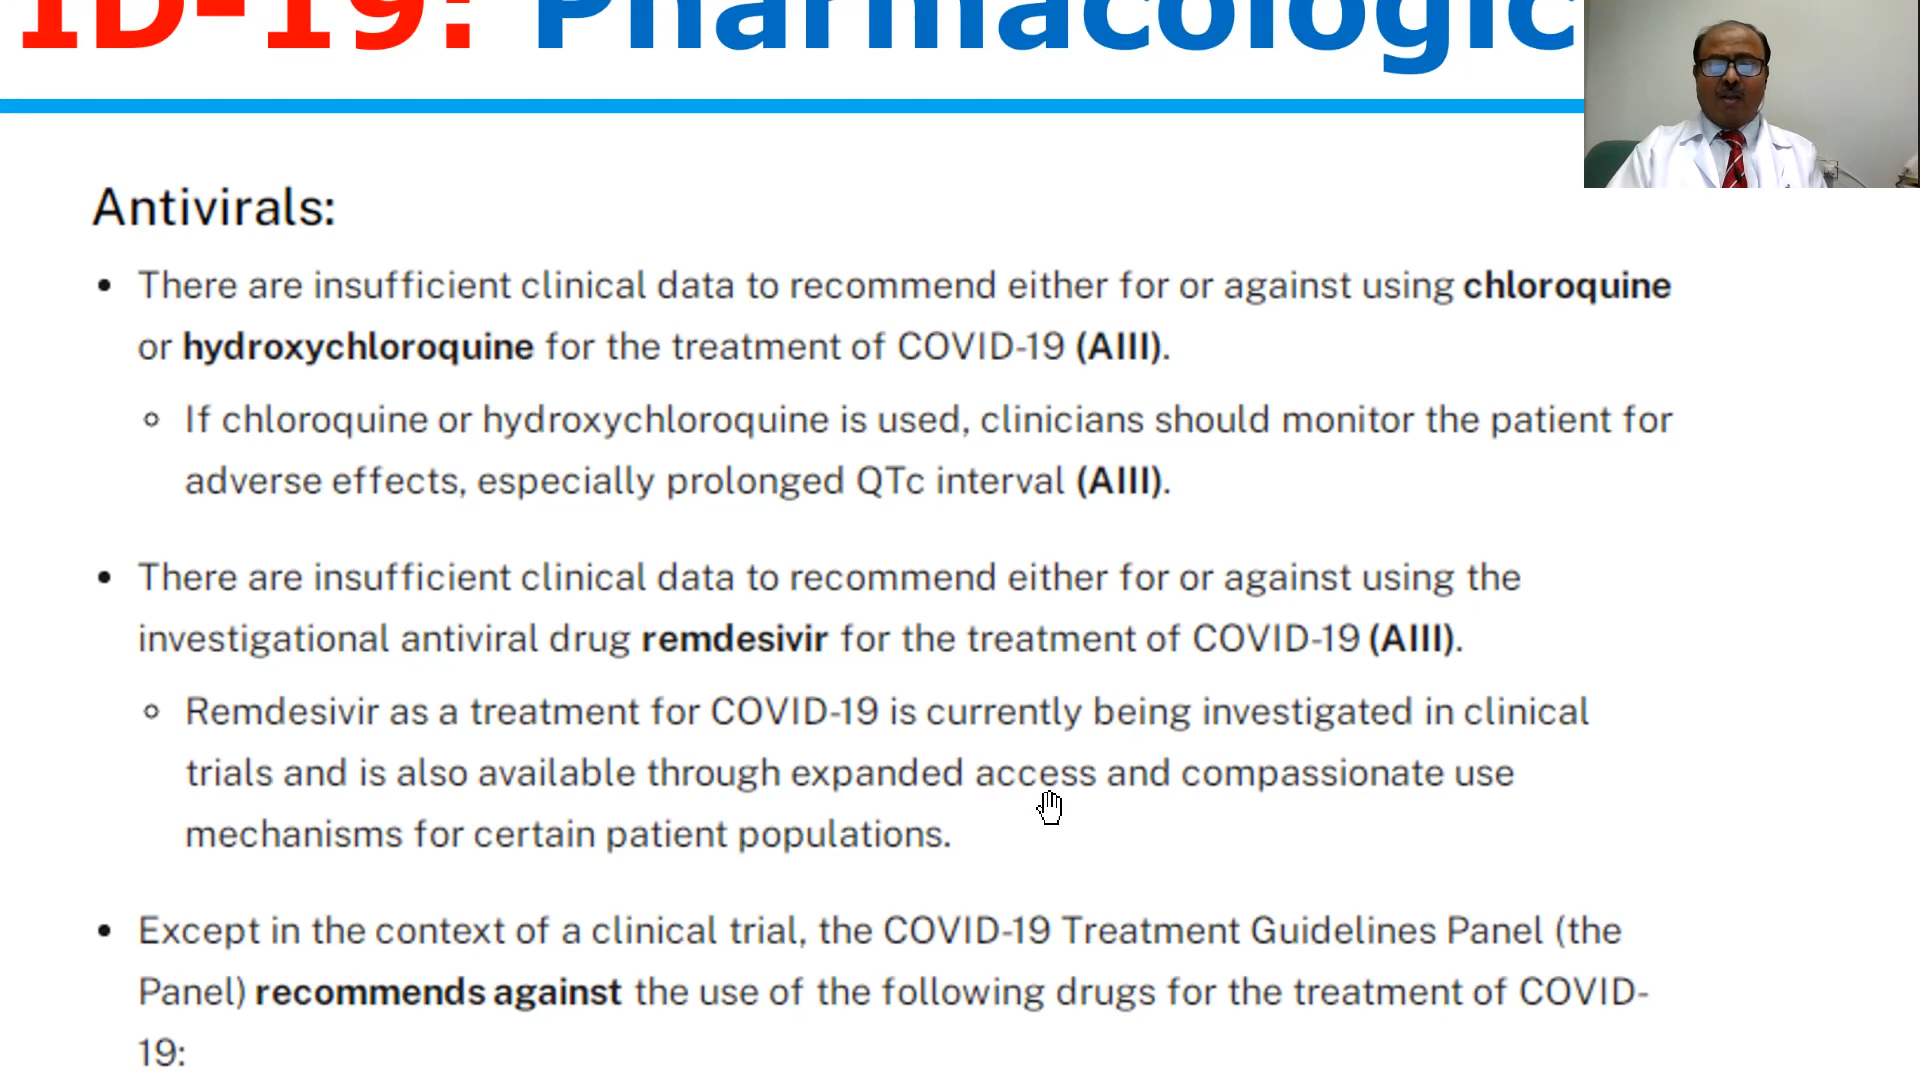 ID-19: Pharmacologic
Antivirals:
• There are insufficient clinical data to recommend either for or against using chloroquine
or hydroxychloroquine for the treatment of COVID-19 (AIII).
◦ If chloroquine or hydroxychloroquine is used, clinicians should monitor the patient for
adverse effects, especially prolonged QTc interval (AIII).
• There are insufficient clinical data to recommend either for or against using the
investigational antiviral drug remdesivir for the treatment of COVID-19 (AIII).
◦ Remdesivir as a treatment for COVID-19 is currently being investigated in clinical
trials and is also available through expanded access and compassionate use
mechanisms for certain patient populations.
• Except in the context of a clinical trial, the COVID-19 Treatment Guidelines Panel (the
Panel) recommends against the use of the following drugs for the treatment of COVID-
19: